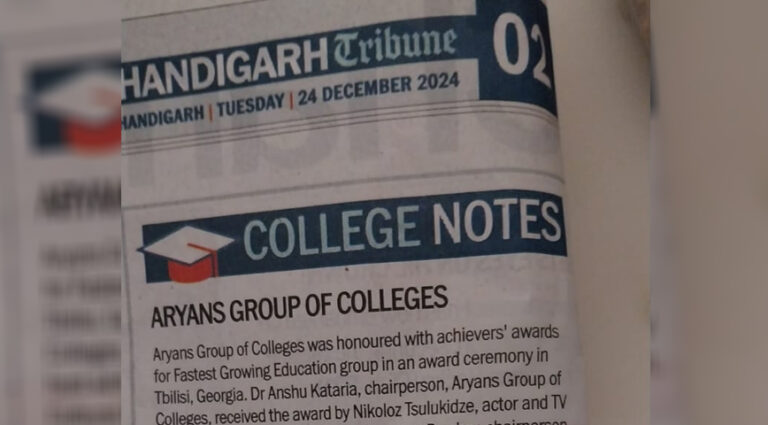 HANDIGARH Tribune 02
HANDIGARH | TUESDAY | 24 DECEMBER 2024
COLLEGE NOTES
ARYANS GROUP OF COLLEGES
Aryans Group of Colleges was honoured with achievers' awards
for Fastest Growing Education group in an award ceremony in
Tbilisi, Georgia. Dr Anshu Kataria, chairperson, Aryans Group of
Colleges, received the award by Nikoloz Tsulukidze, actor and TV
chairperson